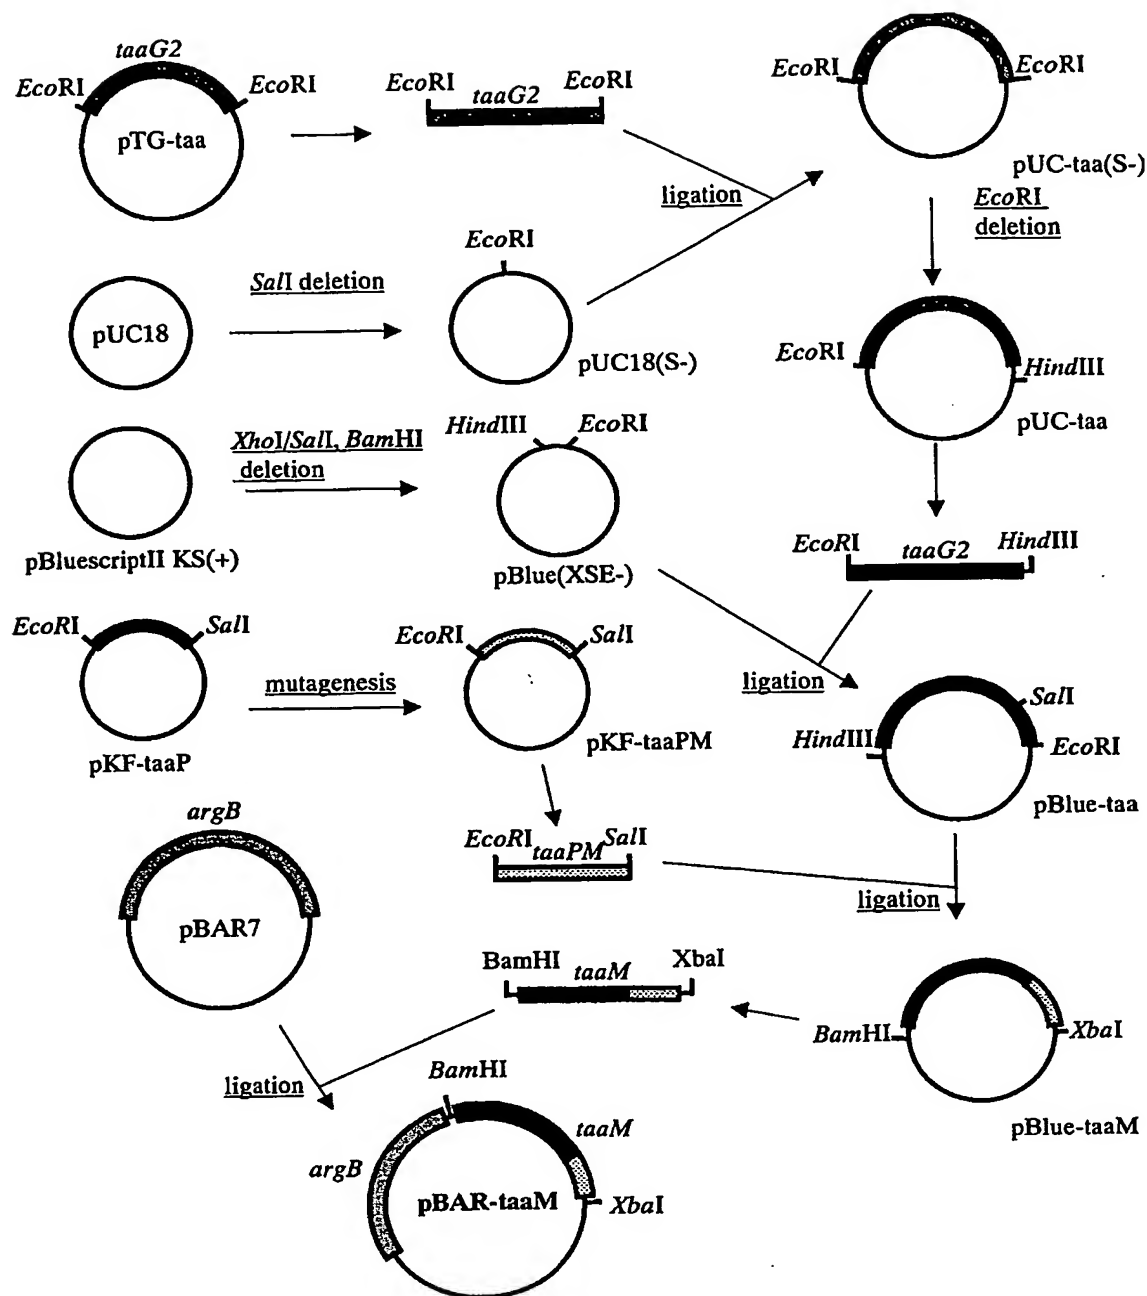 taaG2
EcoRI
EcoRI
pTG-taa
EcoRI
taaG2
EcoRI
EcoRI
EcoRI
pUC-taa(S-)
ligation
EcoRI
deletion
pUC18
SalI deletion
EcoRI
pUC18(S-)
EcoRI
HindIII
pUC-taa
pBluescriptII KS(+)
XhoI/SalI, BamHI
deletion
HindIII
EcoRI
pBlue(XSE-)
EcoRI
taaG2
HindIII
EcoRI
SalI
pKF-taaP
mutagenesis
EcoRI
SalI
pKF-taaPM
ligation
HindIII
SalI
EcoRI
pBlue-taa
argB
pBAR7
EcoRI
taaPM
SalI
ligation
BamHI
taaM
XbaI
BamHI
XbaI
pBlue-taaM
ligation
BamHI
taaM
argB
pBAR-taaM
XbaI